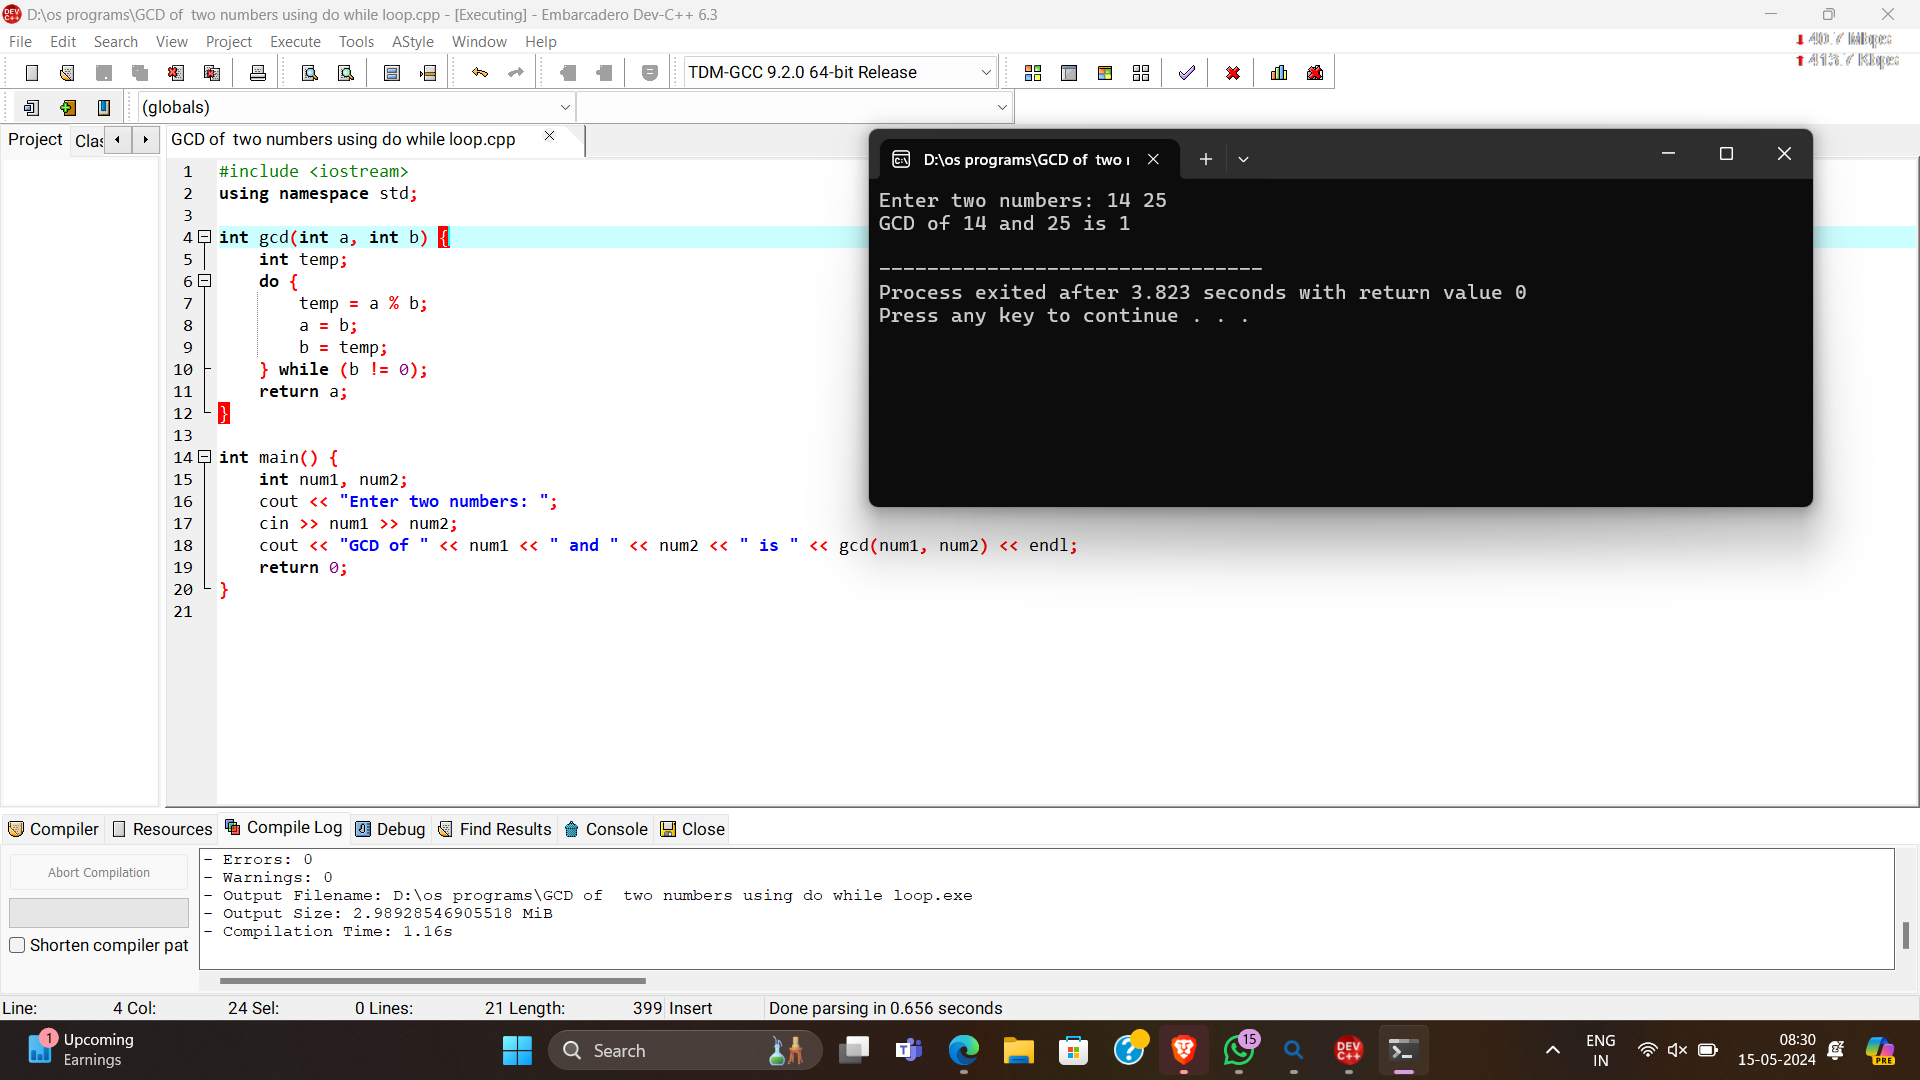 D:\os programs\GCD of  two numbers using do while loop.cpp - [Executing] - Embarcadero Dev-C++ 6.3
File Edit Search View Project Execute Tools AStyle Window Help
40.7 Mbps
413.7 Kbps
TDM-GCC 9.2.0 64-bit Release
(globals)
Project Clas
GCD of  two numbers using do while loop.cpp
1 #include <iostream>
2 using namespace std;
3
4 int gcd(int a, int b) {
5     int temp;
6     do {
7         temp = a % b;
8         a = b;
9         b = temp;
10     } while (b != 0);
11     return a;
12 }
13
14 int main() {
15     int num1, num2;
16     cout << "Enter two numbers: ";
17     cin >> num1 >> num2;
18     cout << "GCD of " << num1 << " and " << num2 << " is " << gcd(num1, num2) << endl;
19     return 0;
20 }
21
D:\os programs\GCD of  two
Enter two numbers: 14 25
GCD of 14 and 25 is 1
--------------------------------
Process exited after 3.823 seconds with return value 0
Press any key to continue . . .
Compiler Resources Compile Log Debug Find Results Console Close
Abort Compilation
Shorten compiler pat
- Errors: 0
- Warnings: 0
- Output Filename: D:\os programs\GCD of  two numbers using do while loop.exe
- Output Size: 2.98928546905518 MiB
- Compilation Time: 1.16s
Line: 4 Col: 24 Sel: 0 Lines: 21 Length: 399 Insert Done parsing in 0.656 seconds
1
Upcoming
Earnings
Search
15
DEV C++
ENG
IN
08:30
15-05-2024
PRE